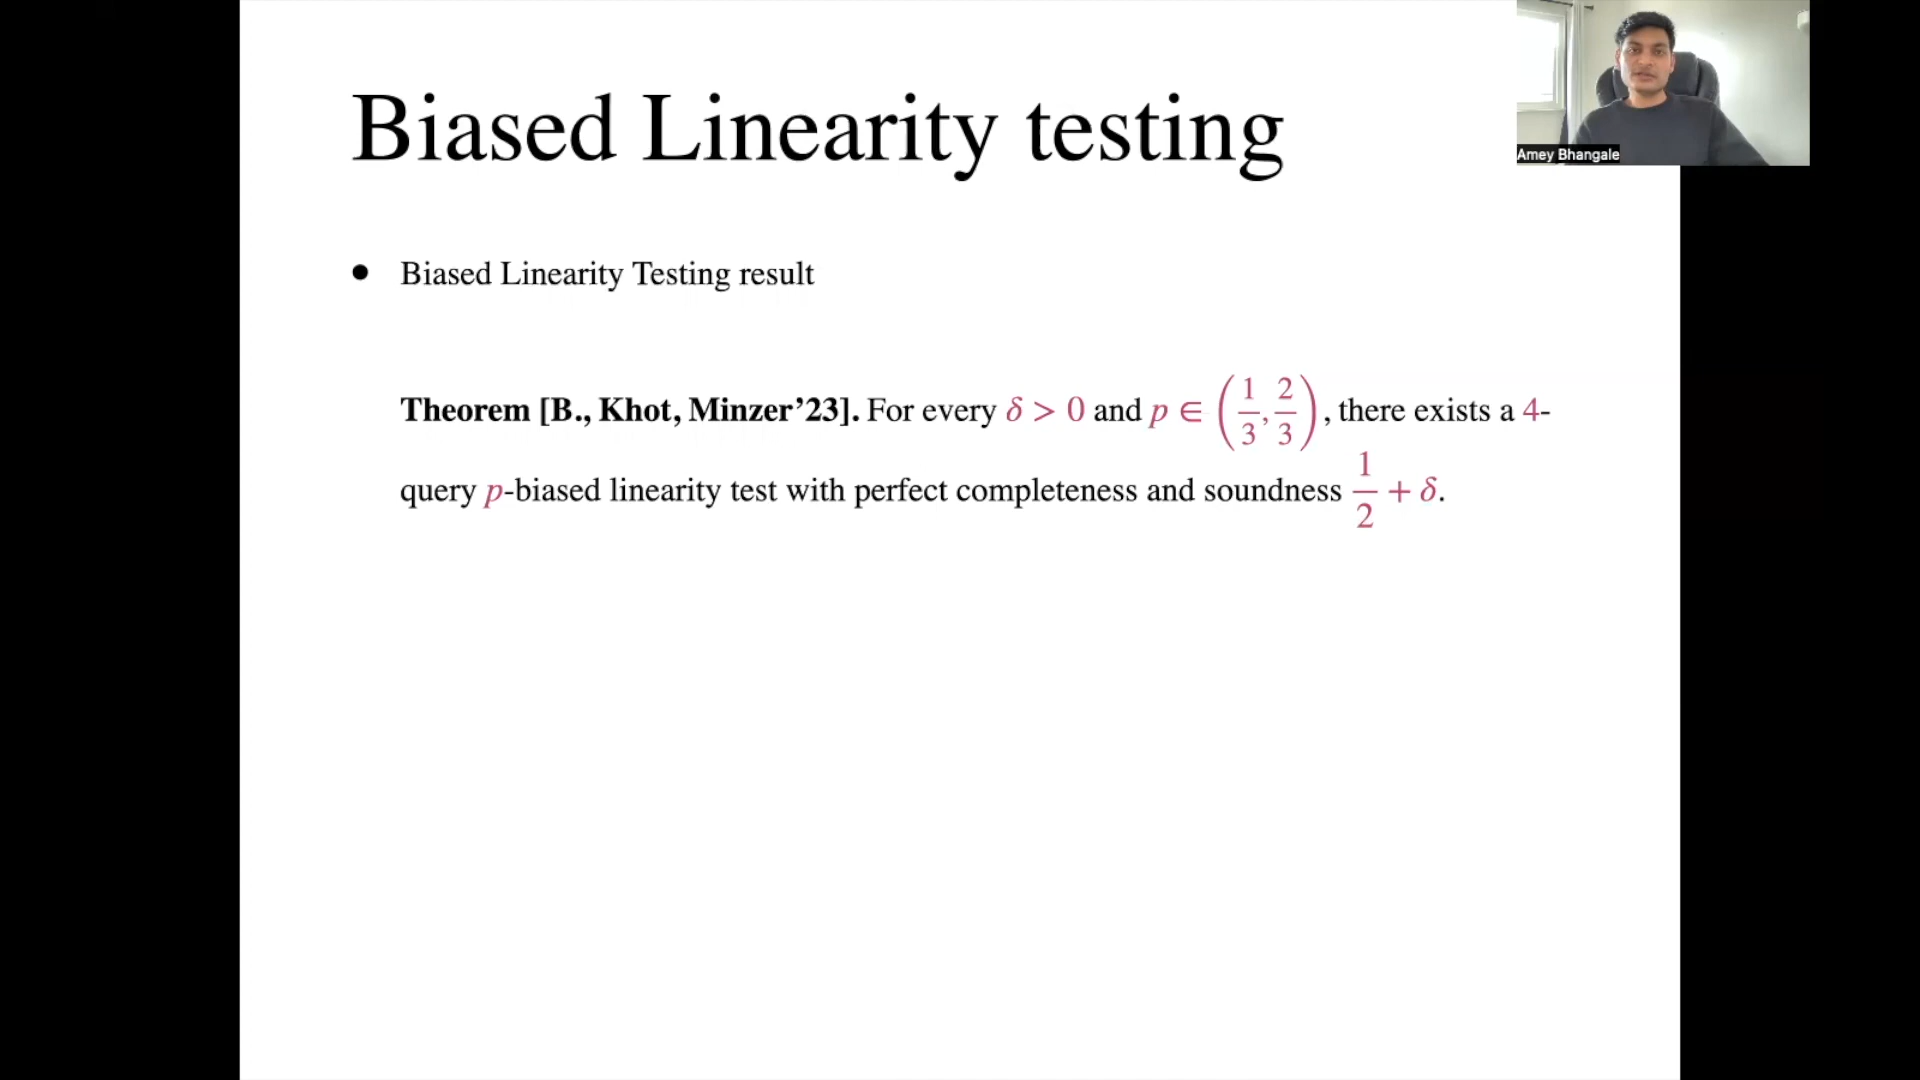 Biased Linearity testing
Amey Bhangale
● Biased Linearity Testing result
Theorem [B., Khot, Minzer’23]. For every δ > 0 and p ∈ (1/3, 2/3), there exists a 4-
query p-biased linearity test with perfect completeness and soundness 1/2 + δ.